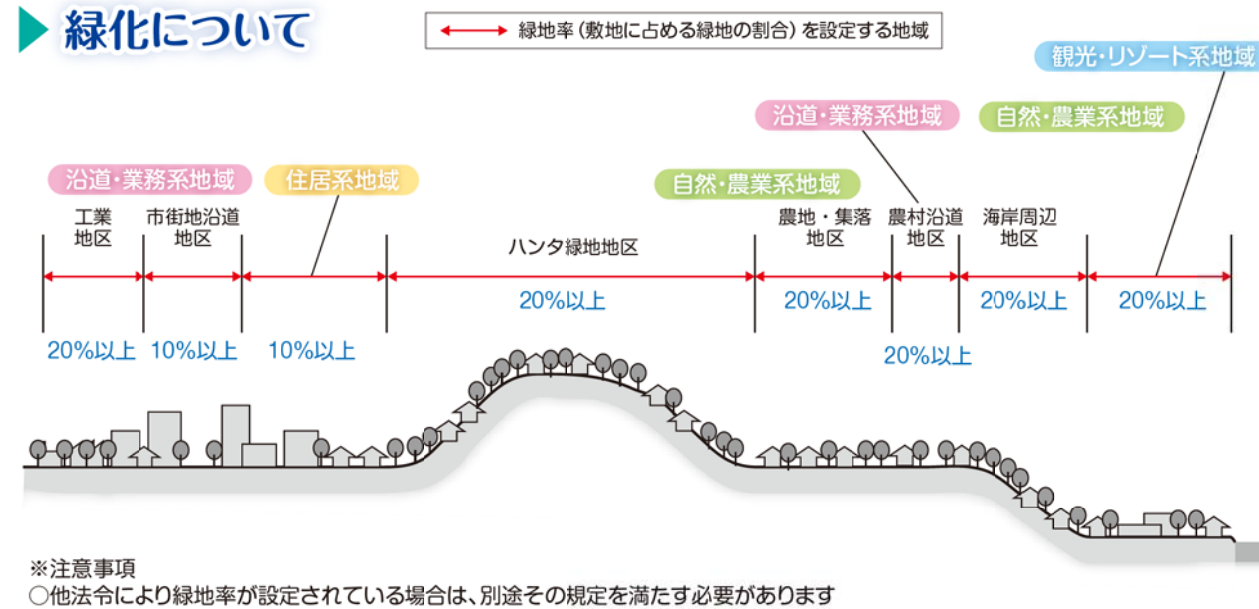 緑化について
緑地率(敷地に占める緑地の割合)を設定する地域
観光・リゾート系地域
沿道・業務系地域
自然・農業系地域
沿道・業務系地域
住居系地域
自然・農業系地域
工業
地区
市街地沿道
地区
ハンタ緑地地区
農地・集落
地区
農村沿道
地区
海岸周辺
地区
20%以上
20%以上
20%以上
20%以上
20%以上
10%以上
10%以上
20%以上
※注意事項
○他法令により緑地率が設定されている場合は、別途その規定を満たす必要があります